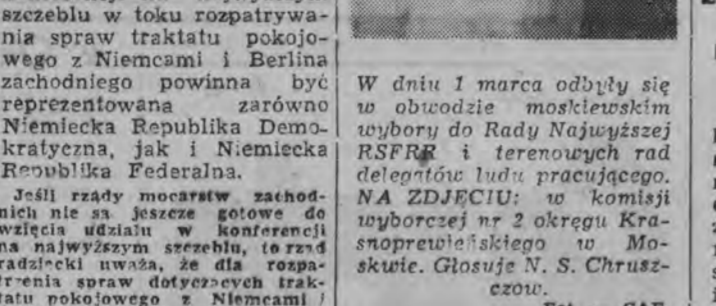 szczeblu w toku rozpatrywa-
nia spraw traktatu pokojo-
wego z Niemcami i Berlina
zachodniego powinna być
reprezentowana zarówno
Niemiecka Republika Demo-
kratyczna, jak i Niemiecka
Republika Federalna.
Jeśli rządy mocarstw zachod-
nich nie są jeszcze gotowe do
wzięcia udziału w konferencji
na najwyższym szczeblu, to rząd
radziecki uważa, że dla rozpa-
trzenia spraw dotyczących trak-
tatu pokojowego z Niemcami i
W dniu 1 marca odbyły się
w obwodzie moskiewskim
wybory do Rady Najwyższej
RSFRR i terenowych rad
delegatów ludu pracującego.
NA ZDJĘCIU: w komisji
wyborczej nr 2 okręgu Kra-
snoprewieńskiego w Mo-
skwie. Głosuje N. S. Chrusz-
czow.